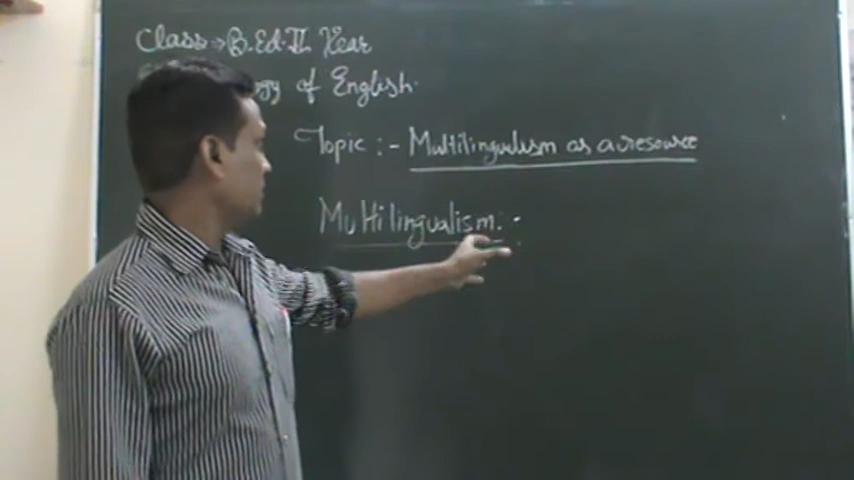 Class → B.Ed. II Year
of English.
Topic :- Multilingualism as a resource
Multilingualism :-